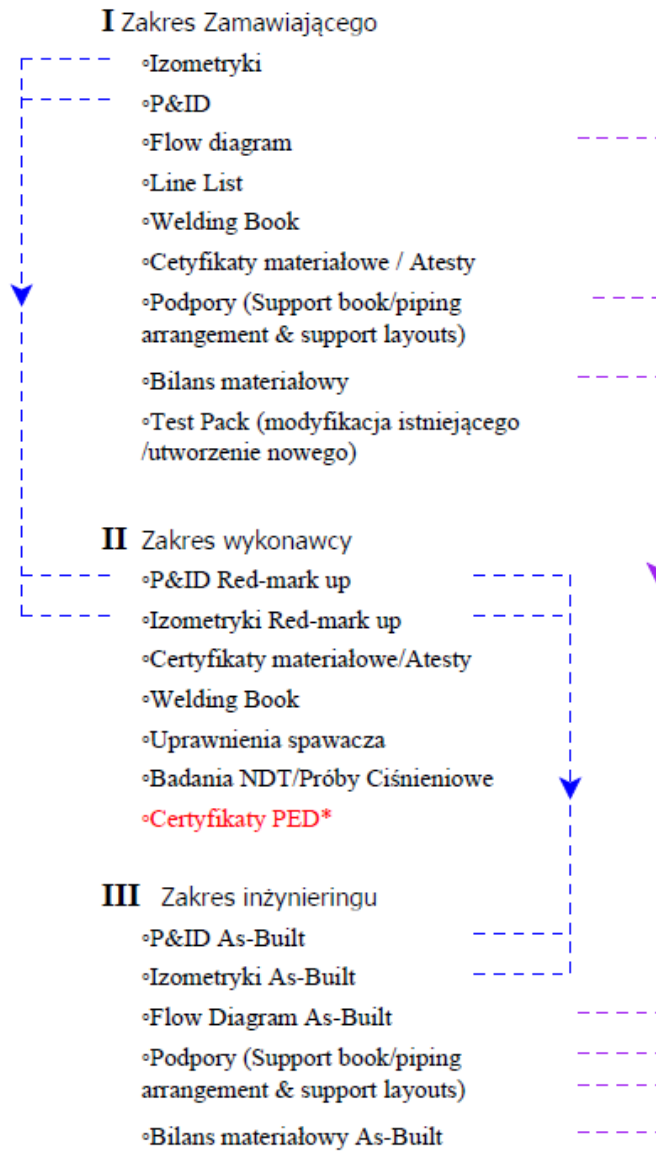 I Zakres Zamawiającego
∘Izometryki
∘P&ID
∘Flow diagram
∘Line List
∘Welding Book
∘Cetyfikaty materiałowe / Atesty
∘Podpory (Support book/piping
arrangement & support layouts)
∘Bilans materiałowy
∘Test Pack (modyfikacja istniejącego
/utworzenie nowego)
II Zakres wykonawcy
∘P&ID Red-mark up
∘Izometryki Red-mark up
∘Certyfikaty materiałowe/Atesty
∘Welding Book
∘Uprawnienia spawacza
∘Badania NDT/Próby Ciśnieniowe
∘Certyfikaty PED*
III Zakres inżynieringu
∘P&ID As-Built
∘Izometryki As-Built
∘Flow Diagram As-Built
∘Podpory (Support book/piping
arrangement & support layouts)
∘Bilans materiałowy As-Built